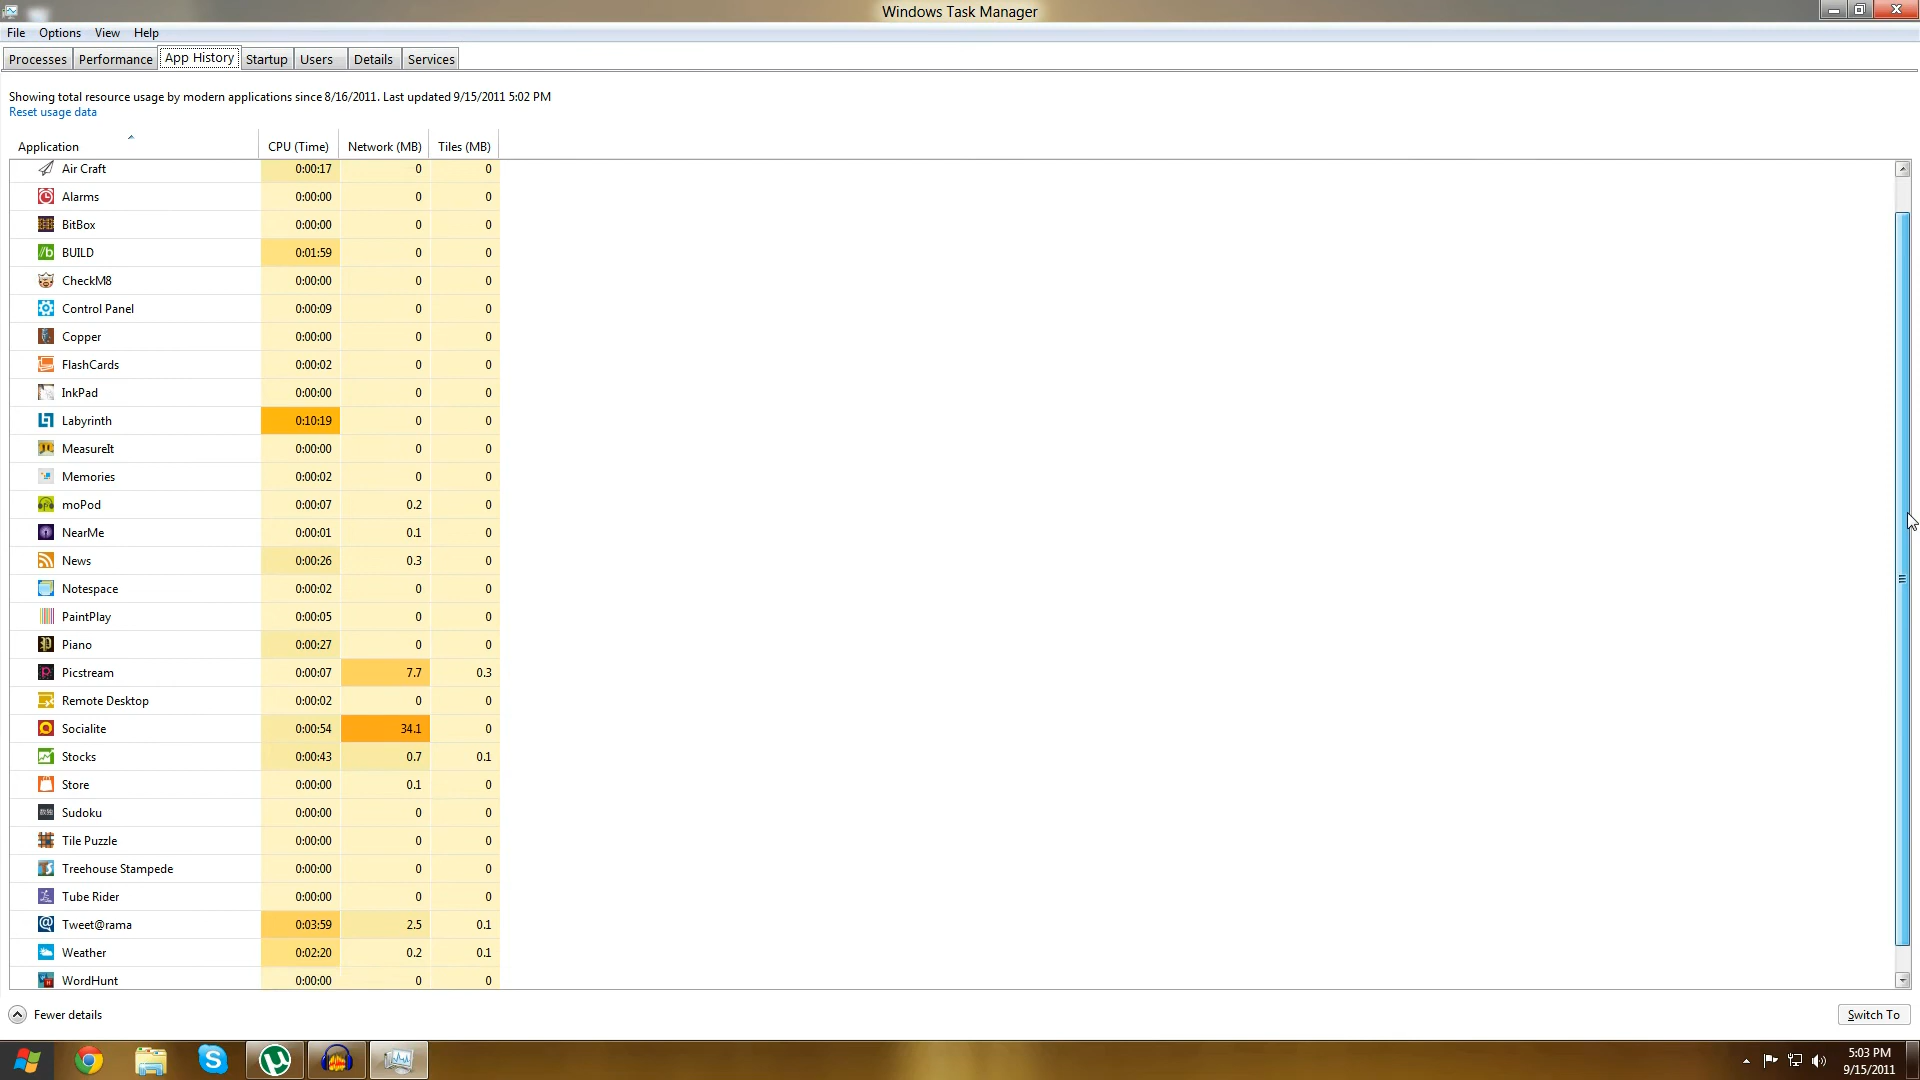 Windows Task Manager
File Options View Help
Processes Performance App History Startup Users Details Services
Showing total resource usage by modern applications since 8/16/2011. Last updated 9/15/2011 5:02 PM
Reset usage data
Application CPU (Time) Network (MB) Tiles (MB)
Air Craft 0:00:17 0 0
Alarms 0:00:00 0 0
BitBox 0:00:00 0 0
BUILD 0:01:59 0 0
CheckM8 0:00:00 0 0
Control Panel 0:00:09 0 0
Copper 0:00:00 0 0
FlashCards 0:00:02 0 0
InkPad 0:00:00 0 0
Labyrinth 0:10:19 0 0
MeasureIt 0:00:00 0 0
Memories 0:00:02 0 0
moPod 0:00:07 0.2 0
NearMe 0:00:01 0.1 0
News 0:00:26 0.3 0
Notespace 0:00:02 0 0
PaintPlay 0:00:05 0 0
Piano 0:00:27 0 0
Picstream 0:00:07 7.7 0.3
Remote Desktop 0:00:02 0 0
Socialite 0:00:54 34.1 0
Stocks 0:00:43 0.7 0.1
Store 0:00:00 0.1 0
Sudoku 0:00:00 0 0
Tile Puzzle 0:00:00 0 0
Treehouse Stampede 0:00:00 0 0
Tube Rider 0:00:00 0 0
Tweet@rama 0:03:59 2.5 0.1
Weather 0:02:20 0.2 0.1
WordHunt 0:00:00 0 0
Fewer details Switch To
5:03 PM
9/15/2011